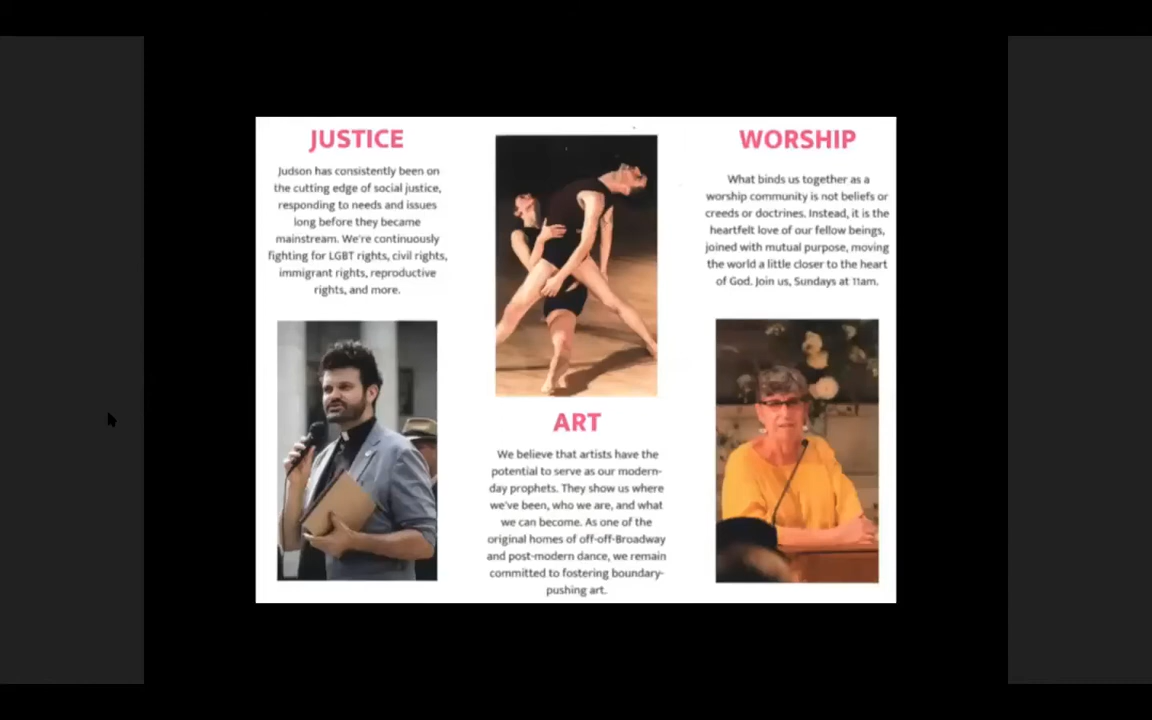 JUSTICE
Judson has consistently been on
the cutting edge of social justice,
responding to needs and issues
long before they became
mainstream. We're continuously
fighting for LGBT rights, civil rights,
immigrant rights, reproductive
rights, and more.
ART
We believe that artists have the
potential to serve as our modern-
day prophets. They show us where
we've been, who we are, and what
we can become. As one of the
original homes of off-off-Broadway
and post-modern dance, we remain
committed to fostering boundary-
pushing art.
WORSHIP
What binds us together as a
worship community is not beliefs or
creeds or doctrines. Instead, it is the
heartfelt love of our fellow beings,
joined with mutual purpose, moving
the world a little closer to the heart
of God. Join us, Sundays at 11am.